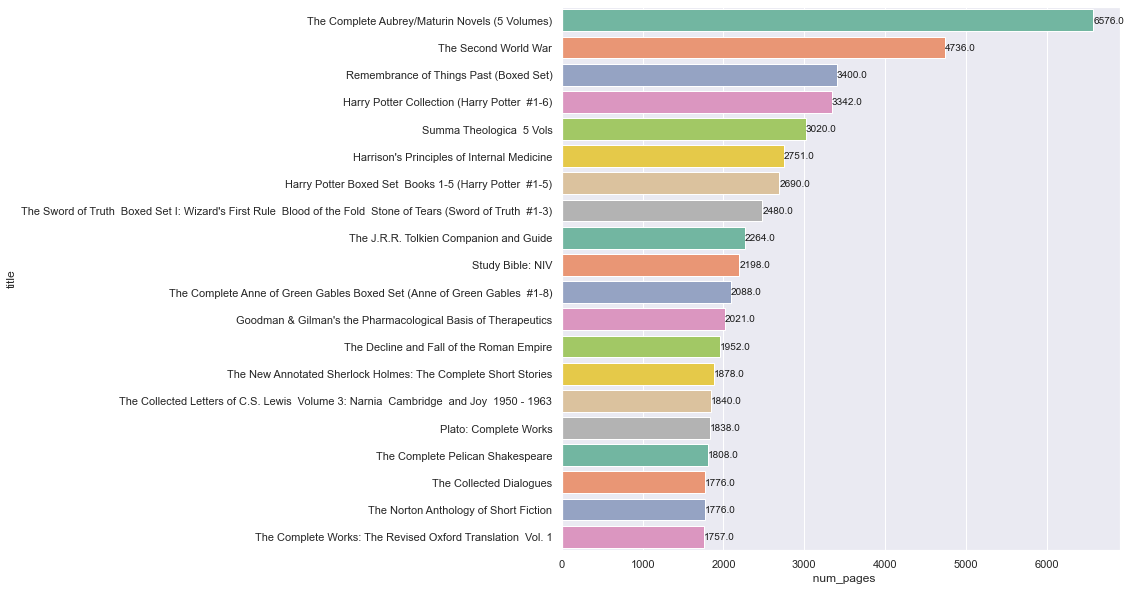 The Complete Aubrey/Maturin Novels (5 Volumes) 6576.0
The Second World War 4736.0
Remembrance of Things Past (Boxed Set) 3400.0
Harry Potter Collection (Harry Potter  #1-6) 3342.0
Summa Theologica  5 Vols 3020.0
Harrison's Principles of Internal Medicine 2751.0
Harry Potter Boxed Set  Books 1-5 (Harry Potter  #1-5) 2690.0
The Sword of Truth  Boxed Set I: Wizard's First Rule  Blood of the Fold  Stone of Tears (Sword of Truth  #1-3) 2480.0
The J.R.R. Tolkien Companion and Guide 2264.0
Study Bible: NIV 2198.0
title
The Complete Anne of Green Gables Boxed Set (Anne of Green Gables  #1-8) 2088.0
Goodman & Gilman's the Pharmacological Basis of Therapeutics 2021.0
The Decline and Fall of the Roman Empire 1952.0
The New Annotated Sherlock Holmes: The Complete Short Stories 1878.0
The Collected Letters of C.S. Lewis  Volume 3: Narnia  Cambridge  and Joy  1950 - 1963 1840.0
Plato: Complete Works 1838.0
The Complete Pelican Shakespeare 1808.0
The Collected Dialogues 1776.0
The Norton Anthology of Short Fiction 1776.0
The Complete Works: The Revised Oxford Translation  Vol. 1 1757.0
0 1000 2000 3000 4000 5000 6000
num_pages